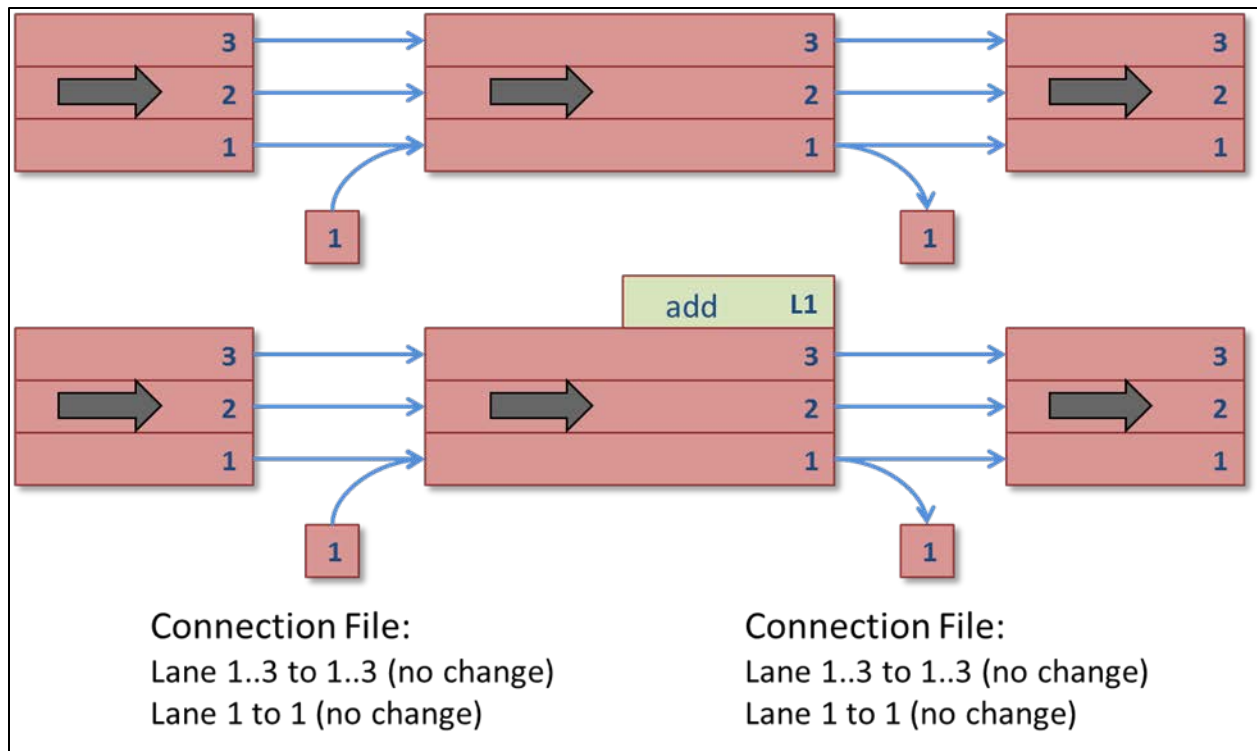 3 3 3
2 2 2
1 1 1
1 1
add L1
3 3 3
2 2 2
1 1 1
1 1
Connection File:
Lane 1..3 to 1..3 (no change)
Lane 1 to 1 (no change)
Connection File:
Lane 1..3 to 1..3 (no change)
Lane 1 to 1 (no change)